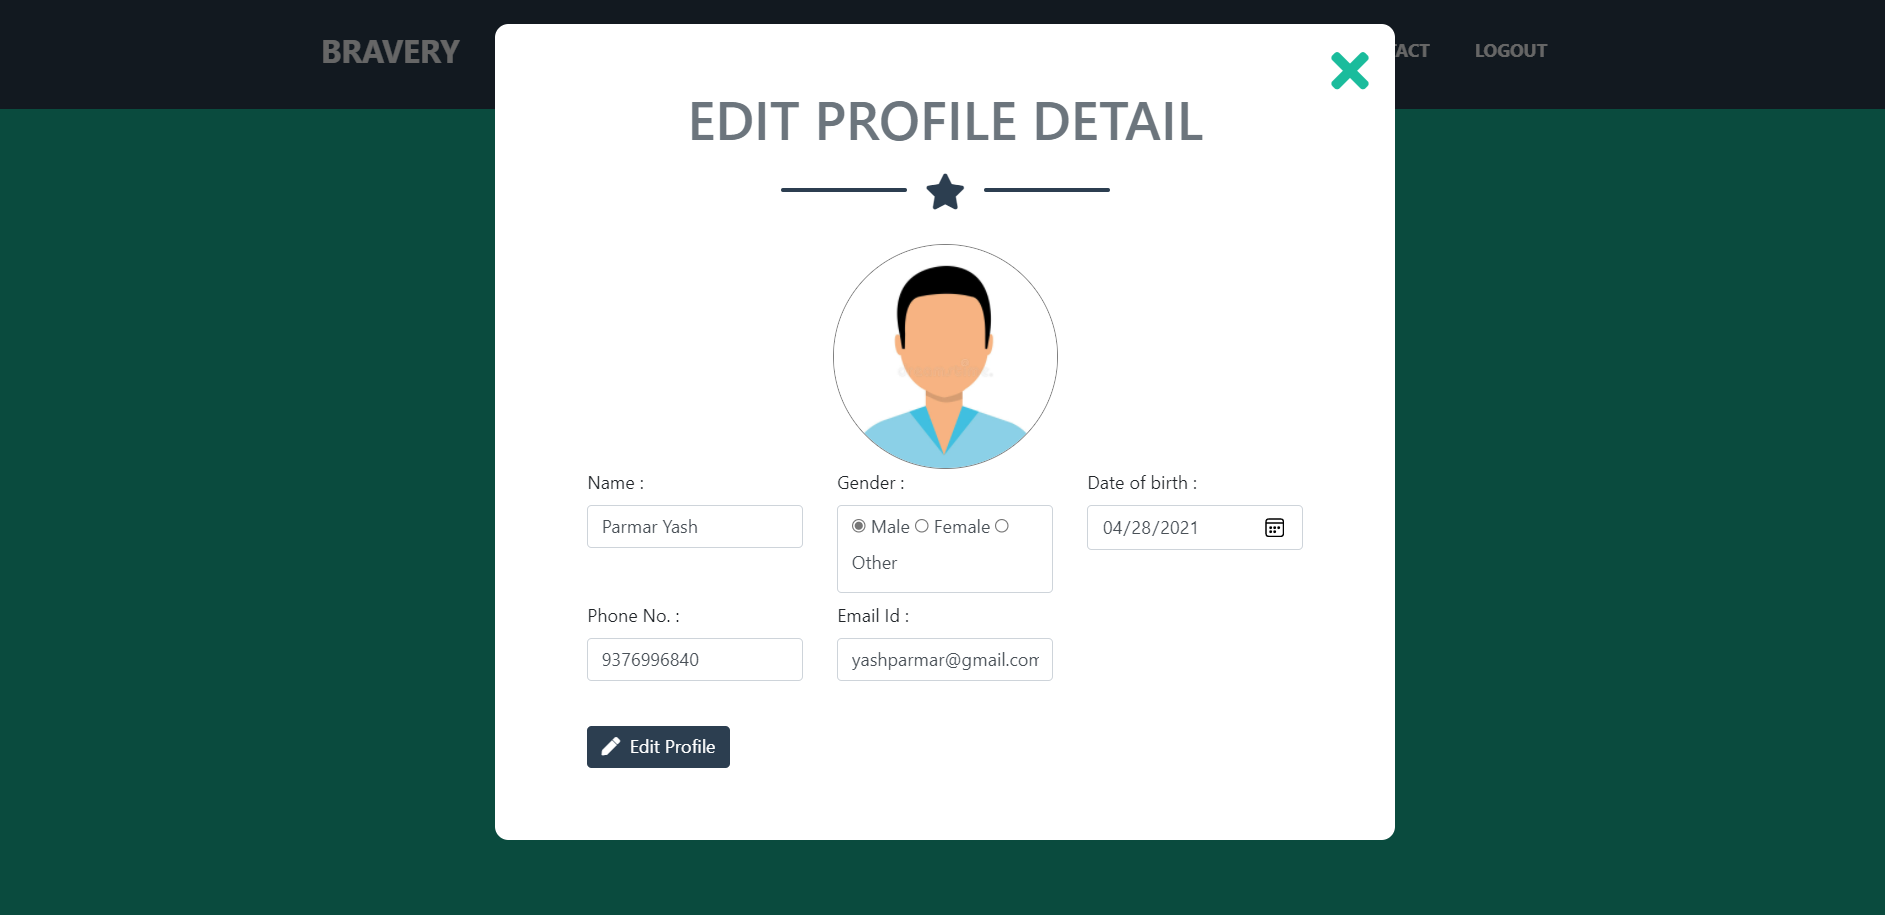 BRAVERY
TACT
LOGOUT
EDIT PROFILE DETAIL
Name :
Gender :
Date of birth :
Parmar Yash
Male Female
Other
04/28/2021
Phone No. :
Email Id :
9376996840
yashparmar@gmail.com
Edit Profile